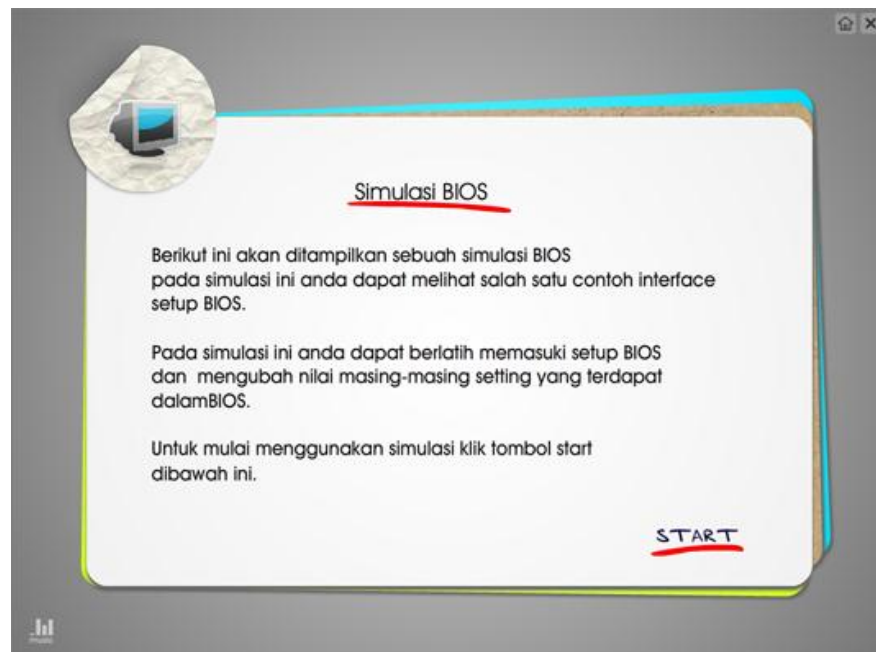 Simulasi BIOS
Berikut ini akan ditampilkan sebuah simulasi BIOS
pada simulasi ini anda dapat melihat salah satu contoh interface
setup BIOS.
Pada simulasi ini anda dapat berlatih memasuki setup BIOS
dan mengubah nilai masing-masing setting yang terdapat
dalamBIOS.
Untuk mulai menggunakan simulasi klik tombol start
dibawah ini.
START
music